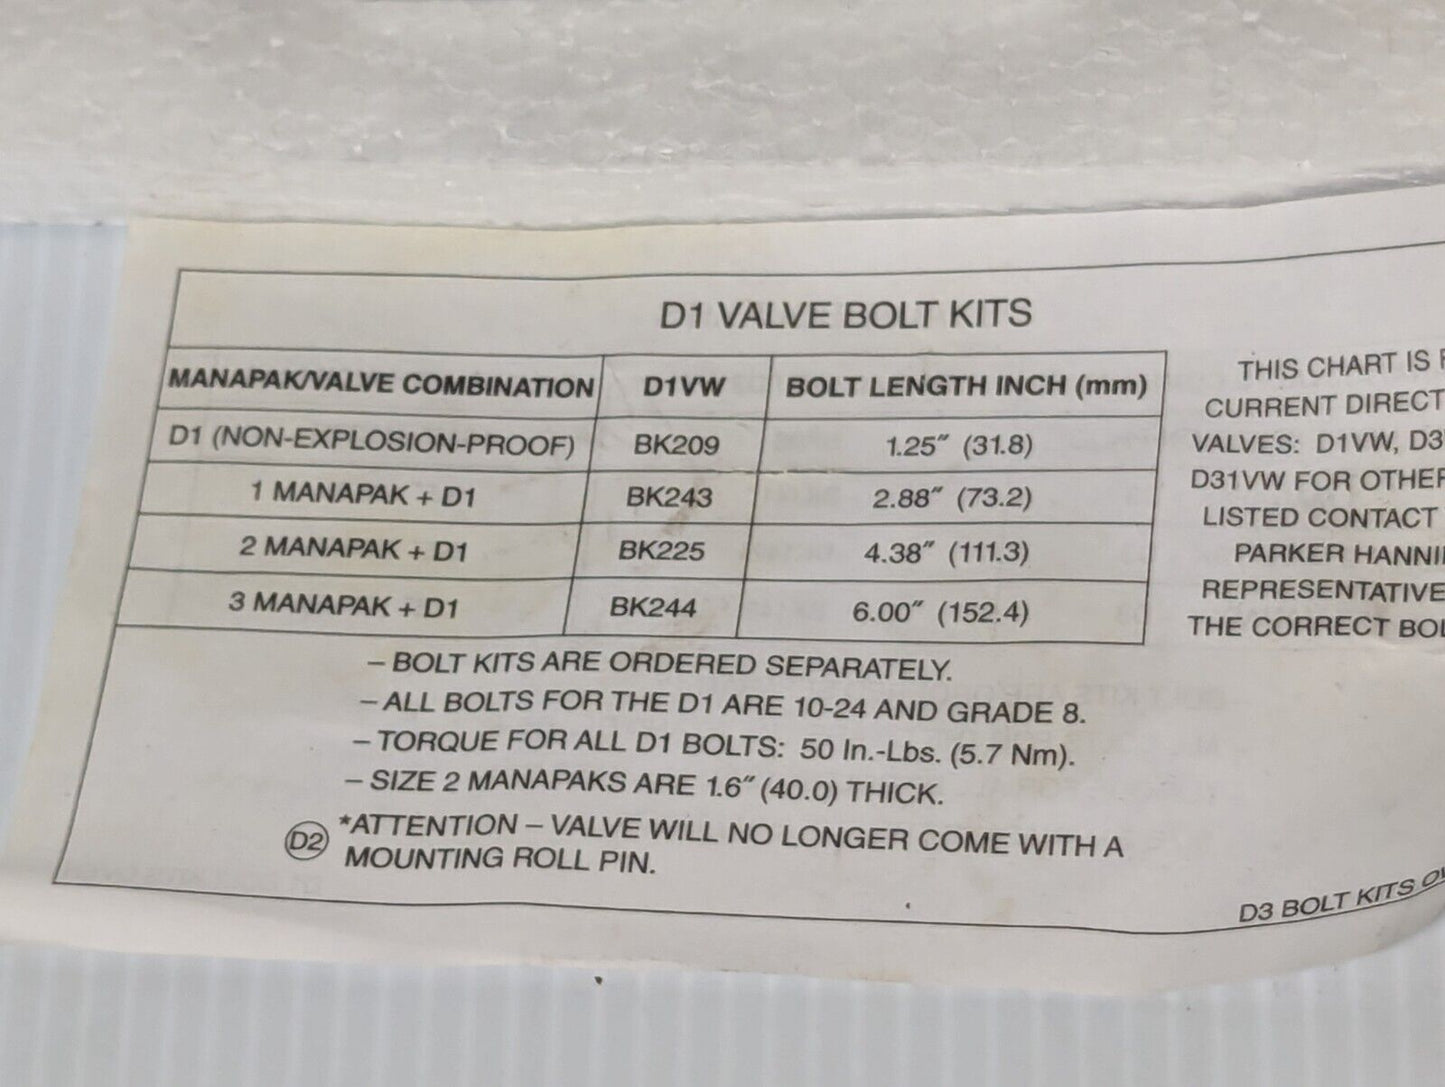 D1 VALVE BOLT KITS
MANAPAK/VALVE COMBINATION D1VW BOLT LENGTH INCH (mm)
D1 (NON-EXPLOSION-PROOF) BK209 1.25″ (31.8)
1 MANAPAK + D1 BK243 2.88″ (73.2)
2 MANAPAK + D1 BK225 4.38″ (111.3)
3 MANAPAK + D1 BK244 6.00″ (152.4)
– BOLT KITS ARE ORDERED SEPARATELY.
– ALL BOLTS FOR THE D1 ARE 10-24 AND GRADE 8.
– TORQUE FOR ALL D1 BOLTS: 50 In.-Lbs. (5.7 Nm).
– SIZE 2 MANAPAKS ARE 1.6″ (40.0) THICK.
D2 *ATTENTION – VALVE WILL NO LONGER COME WITH A
MOUNTING ROLL PIN.
THIS CHART IS
CURRENT DIRECT
VALVES: D1VW, D3
D31VW FOR OTHER
LISTED CONTACT
PARKER HANNI
REPRESENTATIVE
THE CORRECT BOL
D3 BOLT KITS